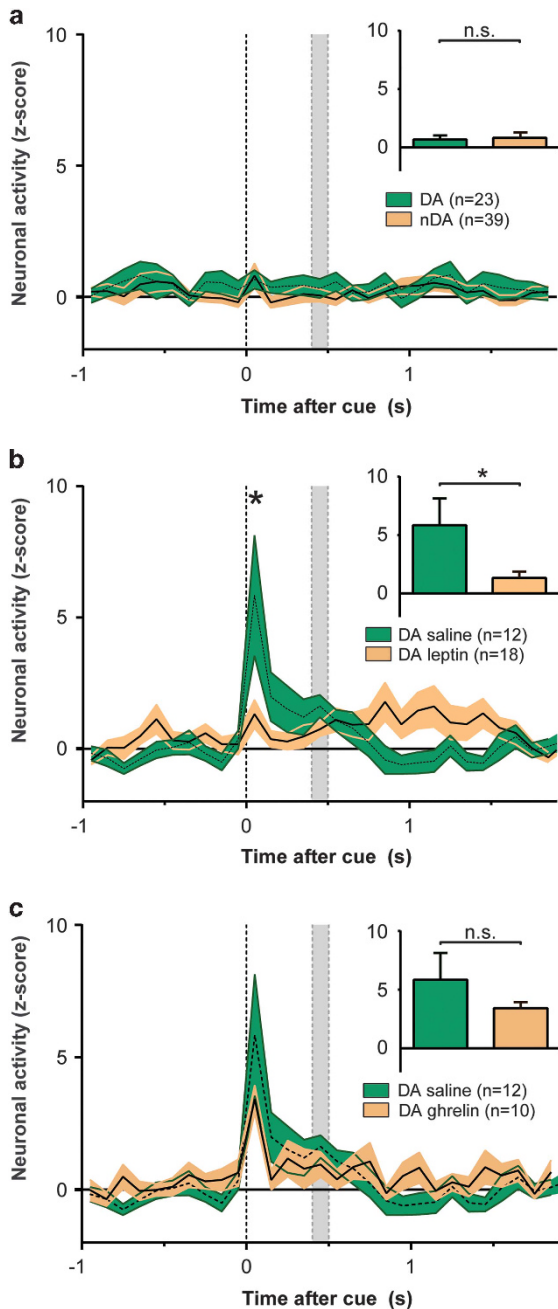 a
Neuronal activity (z-score)
10
5
0
-1
0
1
Time after cue (s)
10
5
0
n.s.
DA (n=23)
nDA (n=39)
b
Neuronal activity (z-score)
10
5
0
-1
0
1
Time after cue (s)
*
10
5
0
*
DA saline (n=12)
DA leptin (n=18)
c
Neuronal activity (z-score)
10
5
0
-1
0
1
Time after cue (s)
10
5
0
n.s.
DA saline (n=12)
DA ghrelin (n=10)